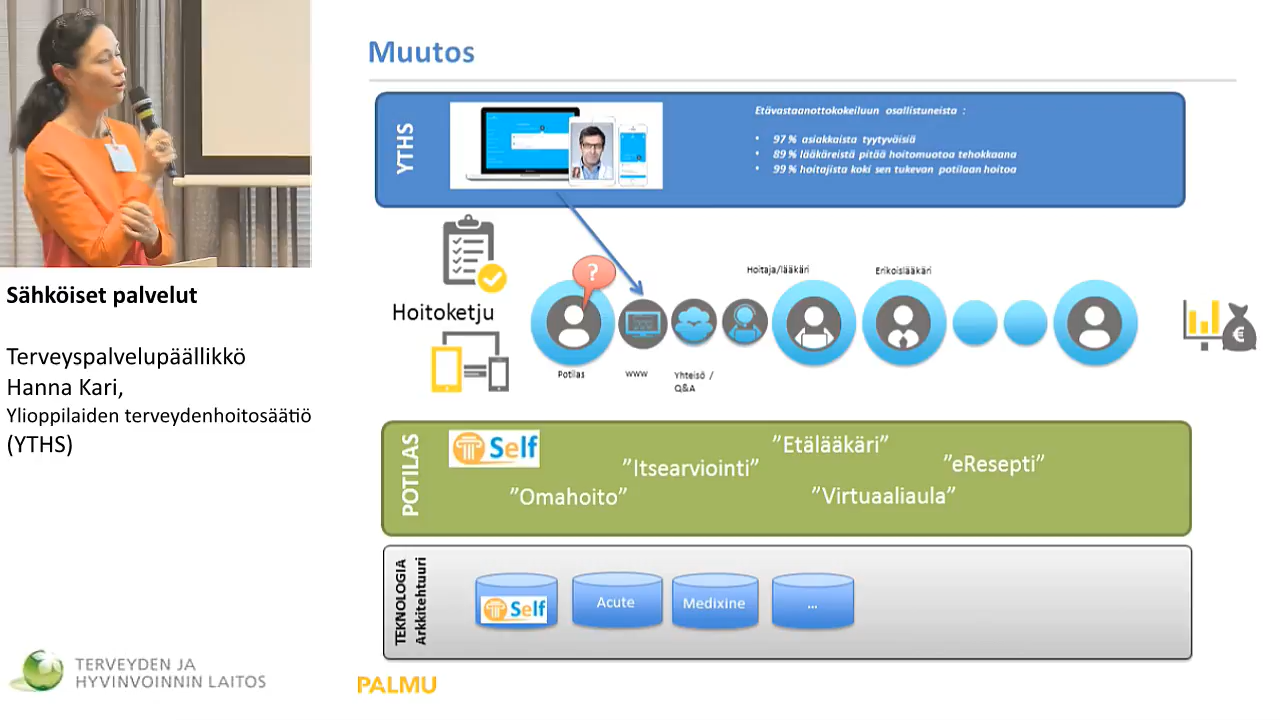 Muutos
YTHS
Etävastaanottokokeiluun osallistuneista :
• 97 % asiakkaista tyytyväisiä
• 89 % lääkäreistä pitää hoitomuotoa tehokkaana
• 99 % hoitajista koki sen tukevan potilaan hoitoa
Hoitoketju
?
Hoitaja/lääkäri
Erikoislääkäri
€
Potilas
www
Yhteisö /
Q&A
Sähköiset palvelut
Terveyspalvelupäällikkö
Hanna Kari,
Ylioppilaiden terveydenhoitosäätiö
(YTHS)
POTILAS
Self
"Etälääkäri"
"Itsearviointi"
"eResepti"
"Omahoito"
"Virtuaaliaula"
TEKNOLOGIA
Arkkitehtuuri
Self
Acute
Medixine
...
TERVEYDEN JA
HYVINVOINNIN LAITOS
PALMU